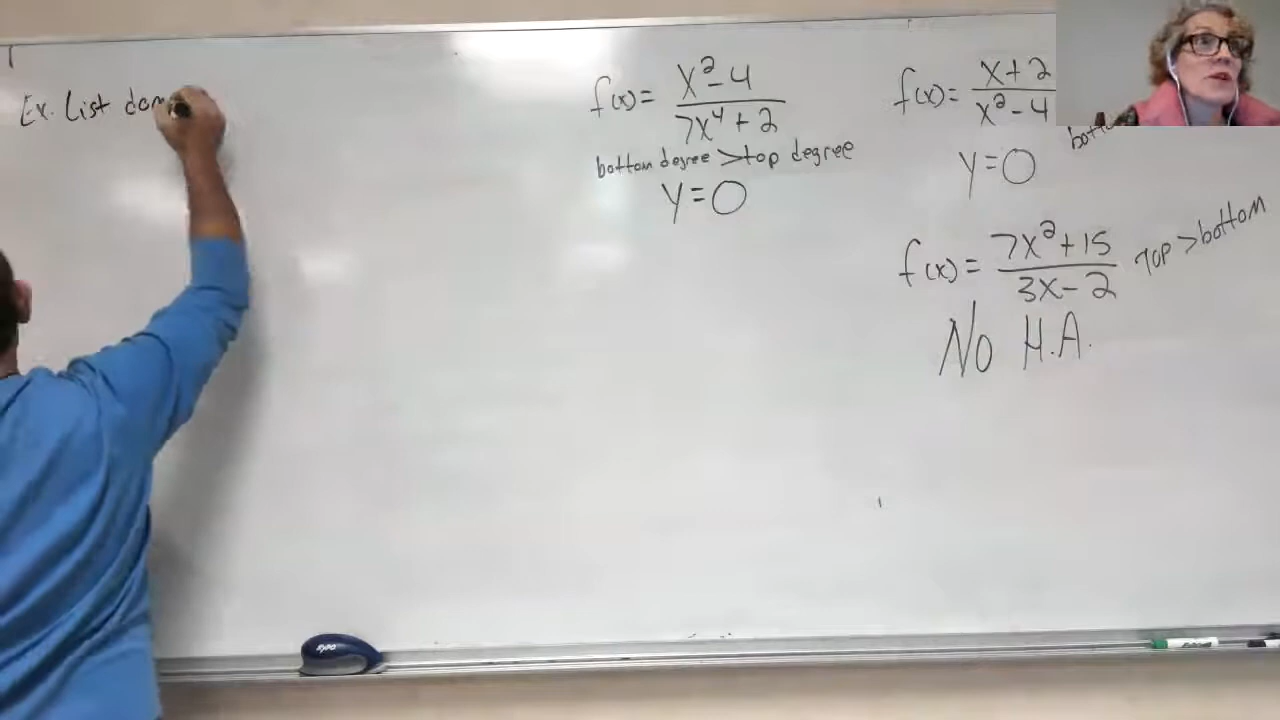 Ex. List dom
f(x) = x² - 4 / 7x⁴ + 2
bottom degree > top degree
y = 0
f(x) = x + 2 / x² - 4
y = 0
f(x) = 7x² + 15 / 3x - 2
Top > bottom
No H.A.
expo